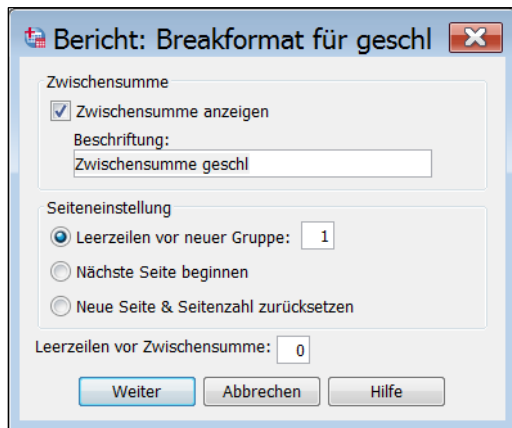 Bericht: Breakformat für geschl
Zwischensumme
Zwischensumme anzeigen
Beschriftung:
Zwischensumme geschl
Seiteneinstellung
Leerzeilen vor neuer Gruppe: 1
Nächste Seite beginnen
Neue Seite & Seitenzahl zurücksetzen
Leerzeilen vor Zwischensumme: 0
Weiter Abbrechen Hilfe